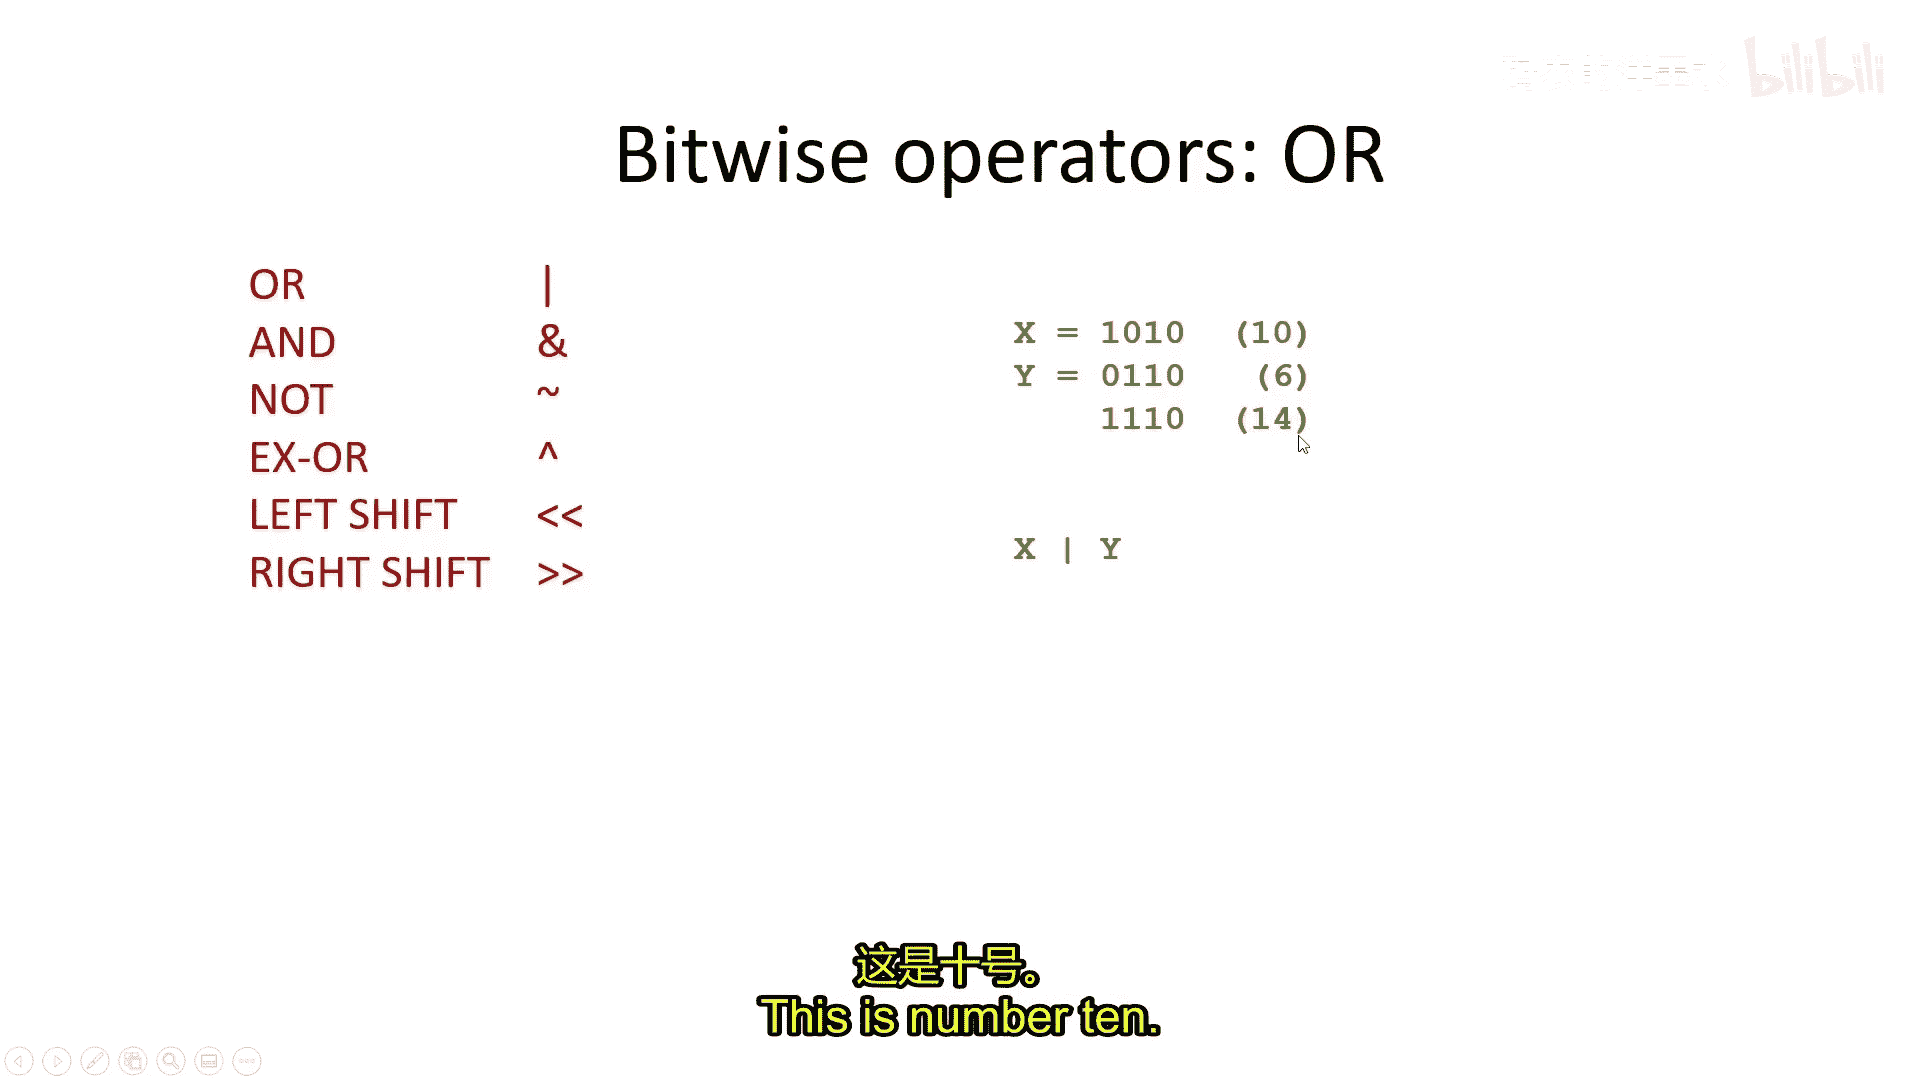 bilibili
Bitwise operators: OR
OR |
AND &
NOT ~
EX-OR ^
LEFT SHIFT <<
RIGHT SHIFT >>
X = 1010 (10)
Y = 0110 (6)
1110 (14)
X | Y
这是十号。
This is number ten.